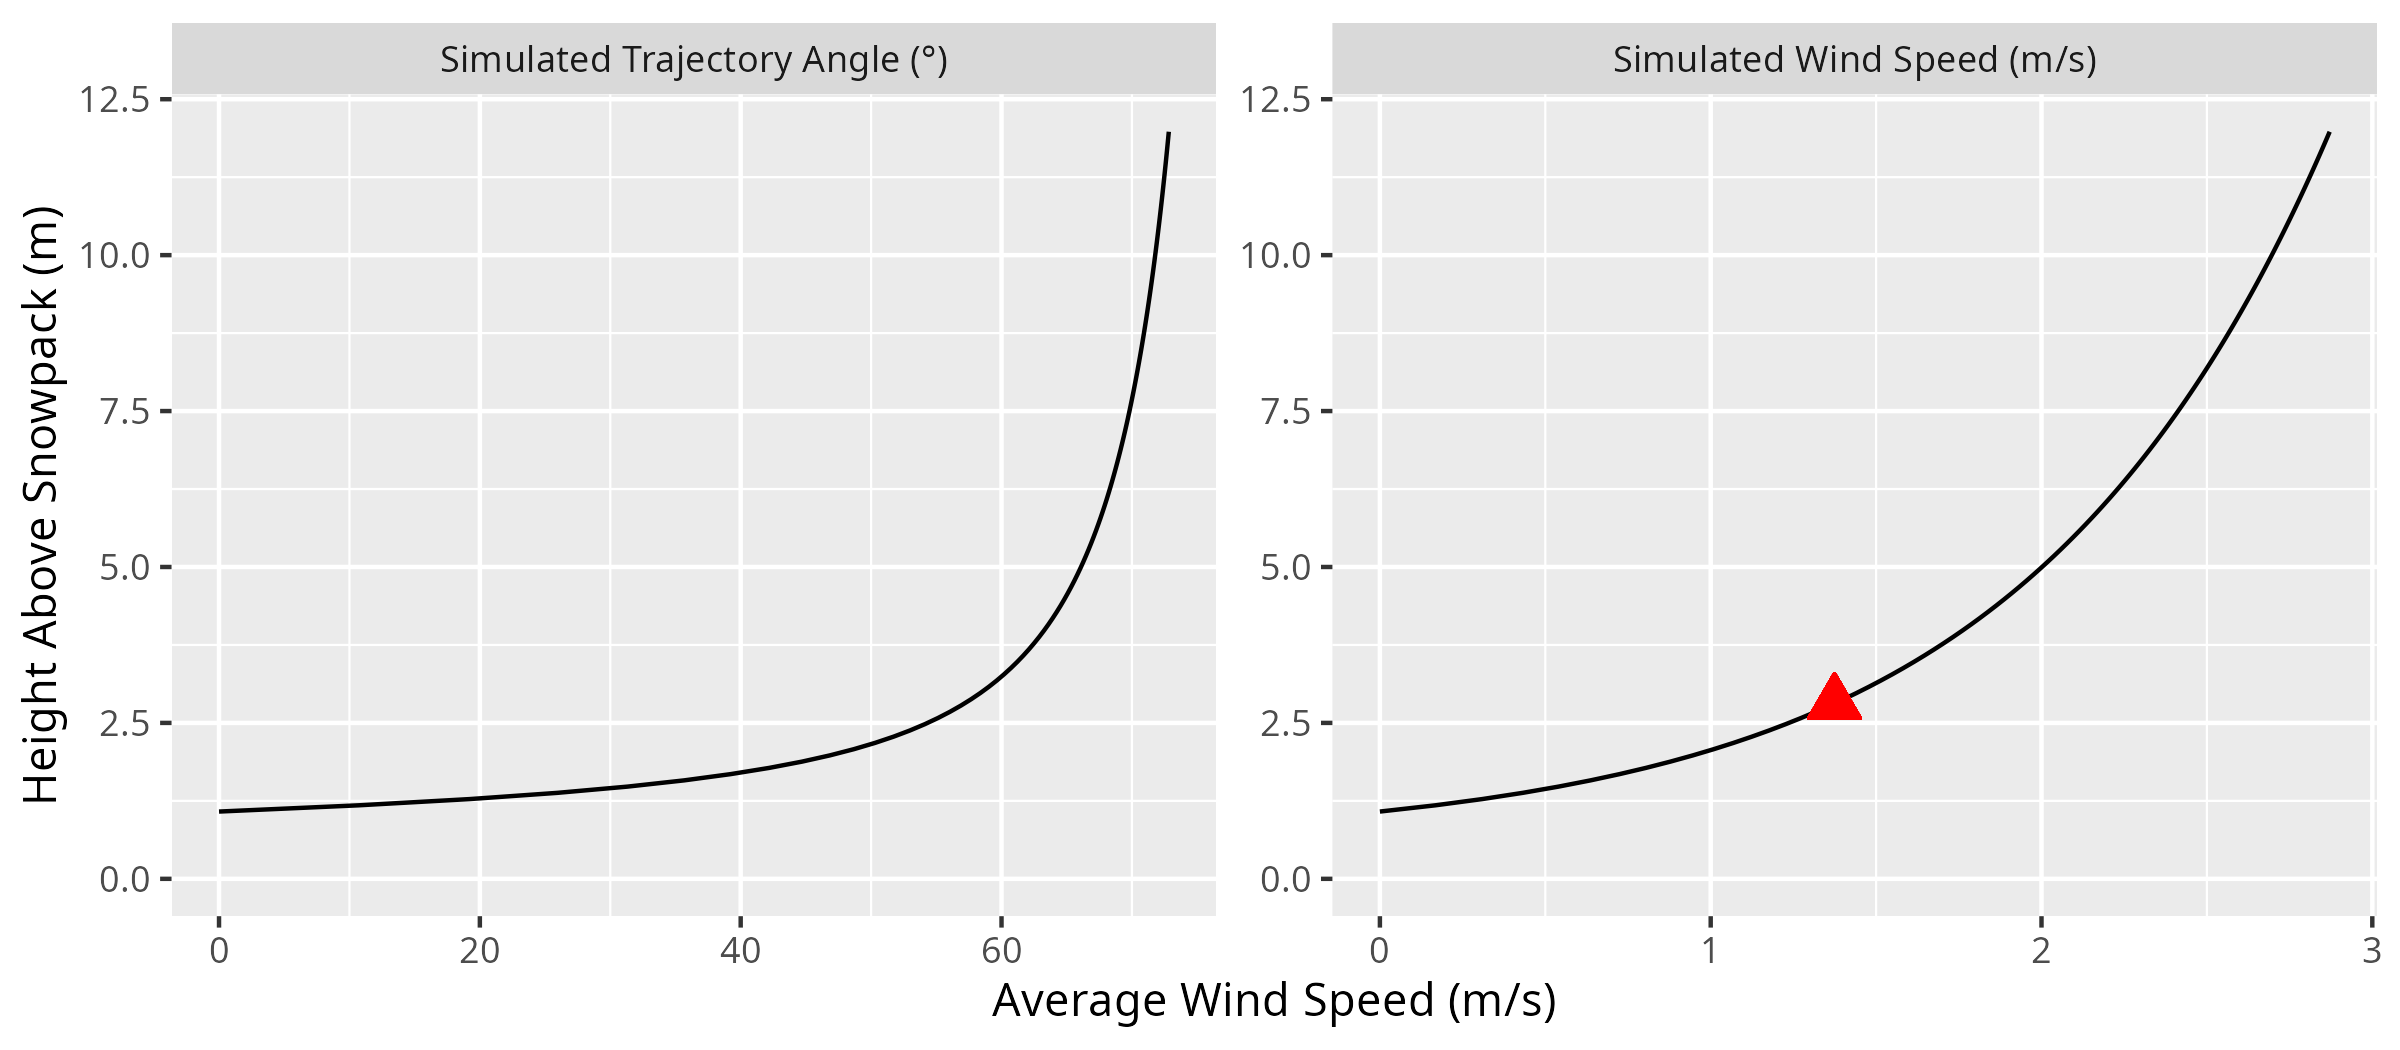 Simulated Trajectory Angle (°)
Simulated Wind Speed (m/s)
Height Above Snowpack (m)
12.5
10.0
7.5
5.0
2.5
0.0
12.5
10.0
7.5
5.0
2.5
0.0
0 20 40 60
0 1 2 3
Average Wind Speed (m/s)